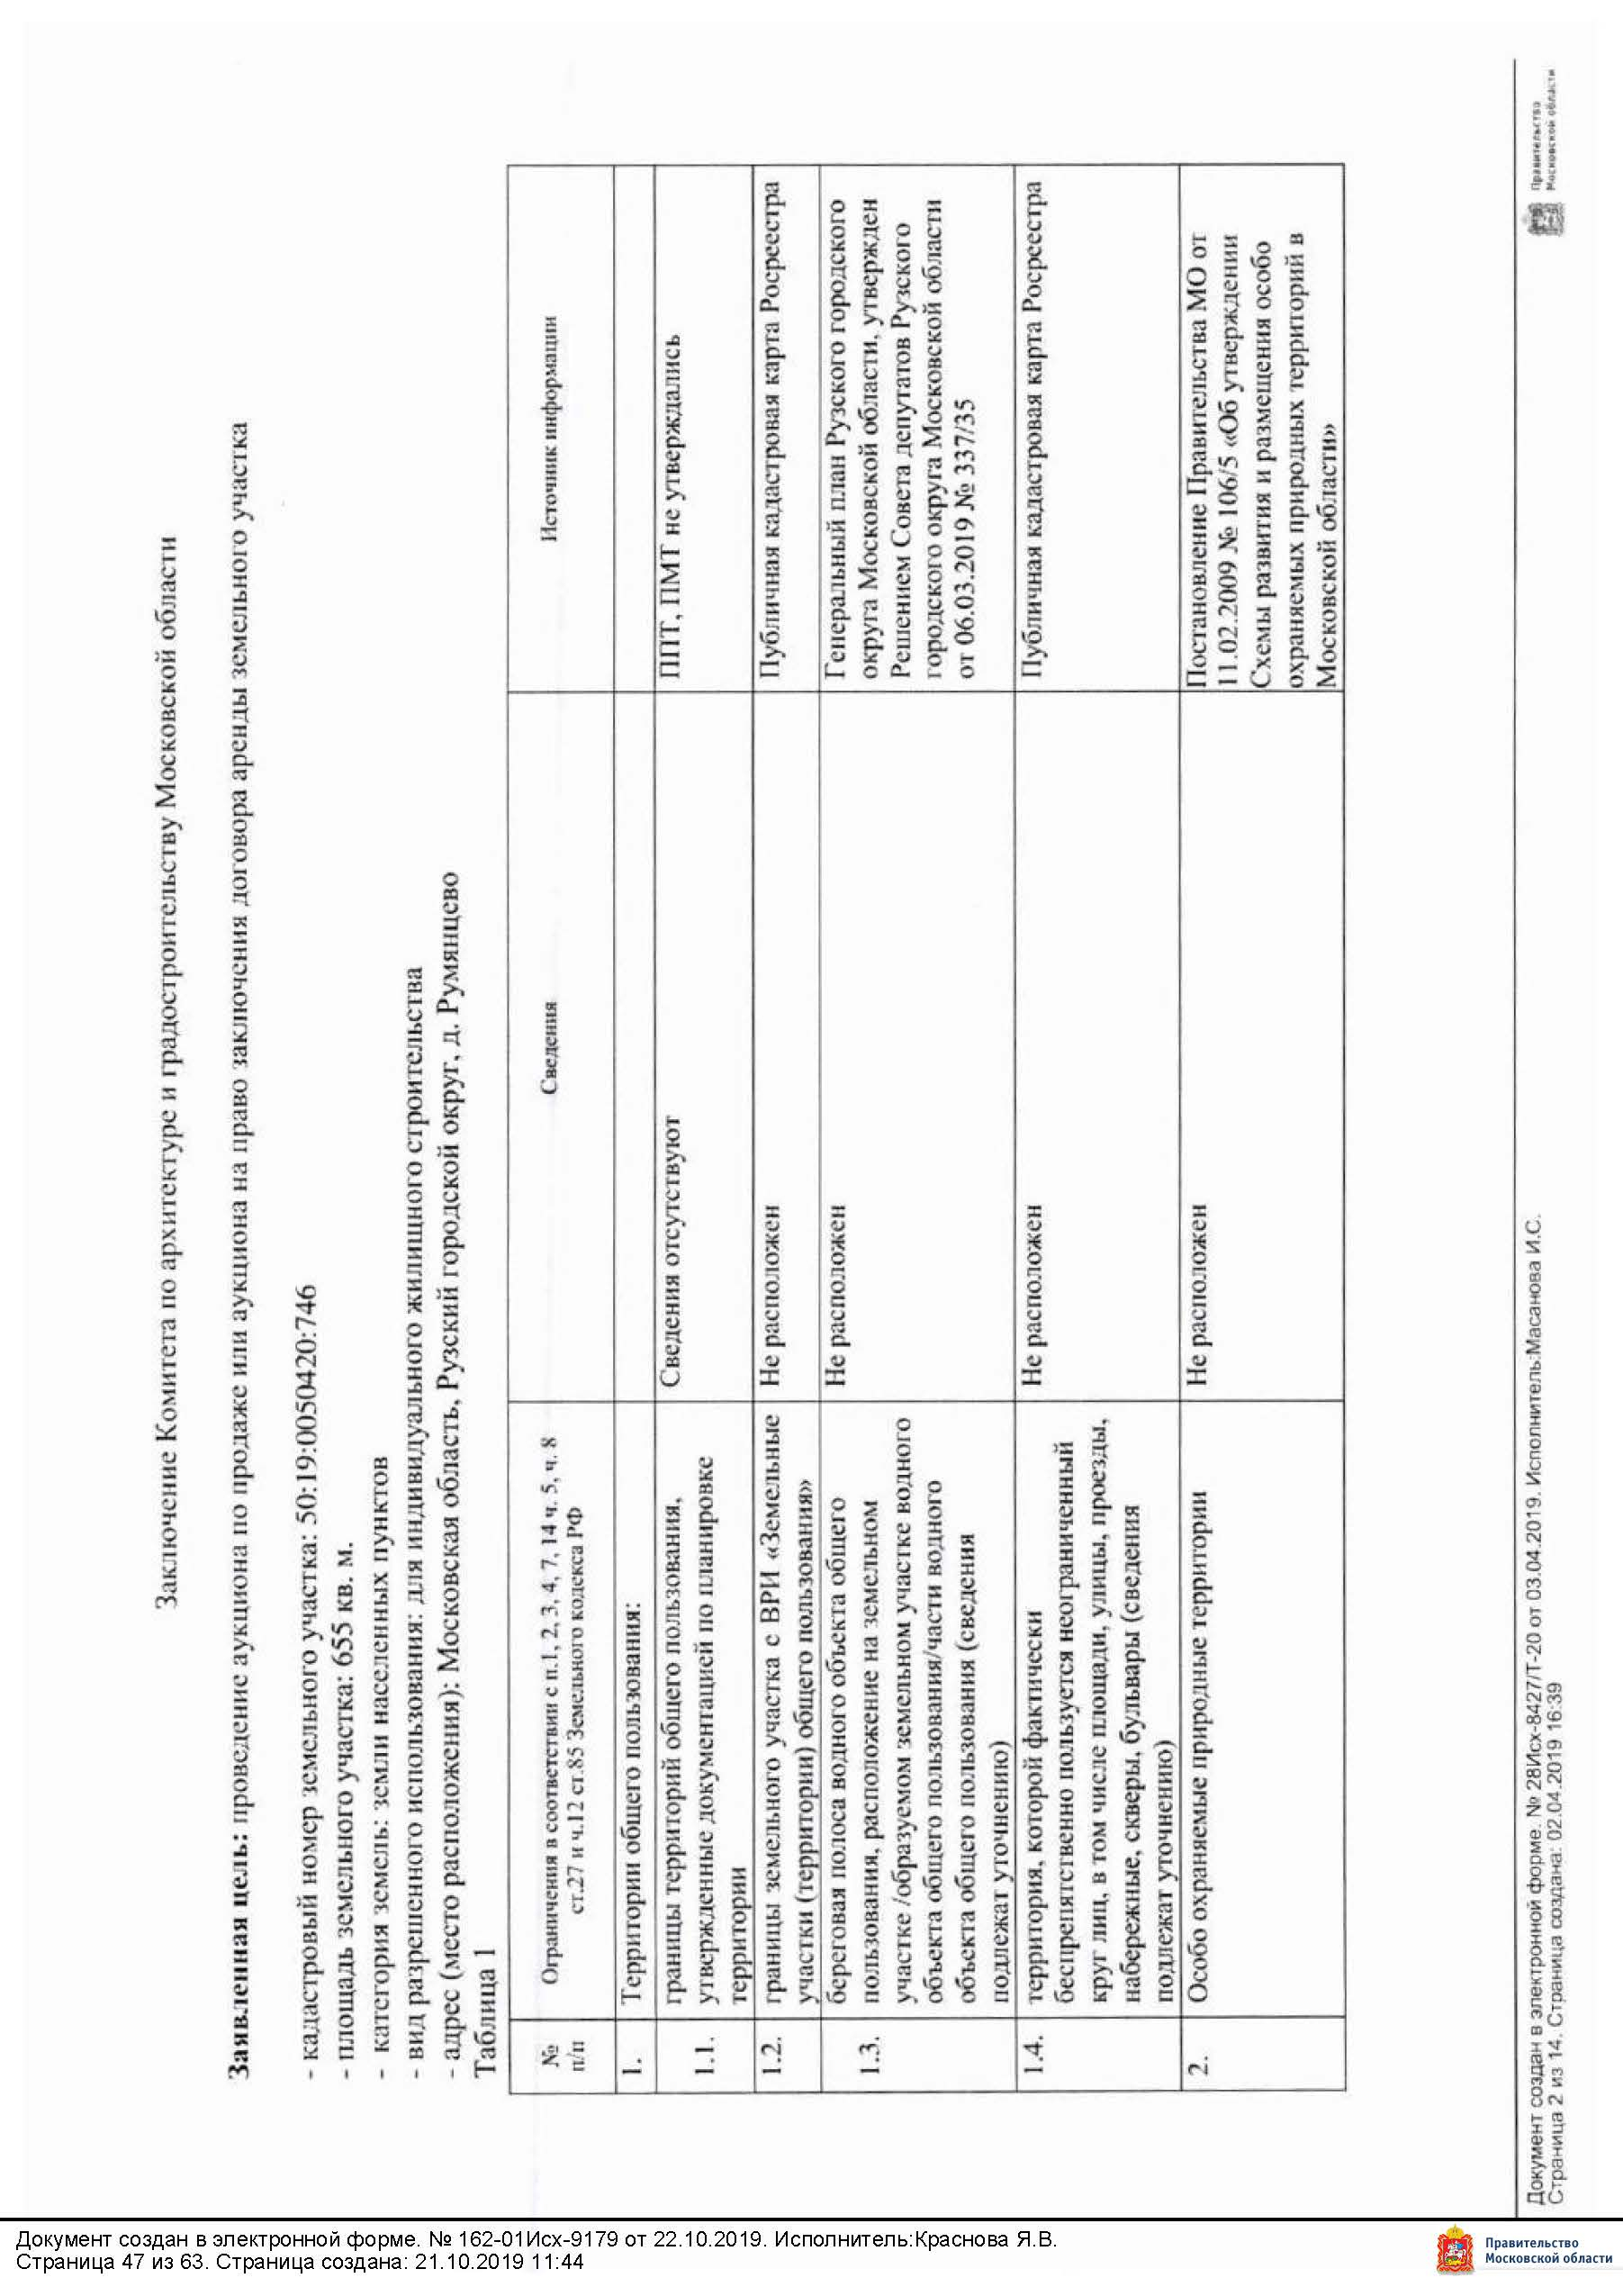 Заключение Комитета по архитектуре и градостроительству Московской области
Заявленная цель: проведение аукциона по продаже или аукциона на право заключения договора аренды земельного участка
- кадастровый номер земельного участка: 50:19:0050420:746
- площадь земельного участка: 655 кв. м.
- категория земель: земли населенных пунктов
- вид разрешенного использования: для индивидуального жилищного строительства
- адрес (место расположения): Московская область, Рузский городской округ, д. Румянцево
Таблица 1
№
п/п
Ограничения в соответствии с п.1, 2, 3, 4, 7, 14 ч. 5, ч. 8
ст.27 и ч.12 ст.85 Земельного кодекса РФ
Сведения
Источник информации
1.
Территории общего пользования:
1.1.
границы территорий общего пользования,
утвержденные документацией по планировке
территории
Сведения отсутствуют
ППТ, ПМТ не утверждались
1.2.
границы земельного участка с ВРИ «Земельные
участки (территории) общего пользования»
Не расположен
Публичная кадастровая карта Росреестра
1.3.
береговая полоса водного объекта общего
пользования, расположение на земельном
участке /образуемом земельном участке водного
объекта общего пользования/части водного
объекта общего пользования (сведения
подлежат уточнению)
Не расположен
Генеральный план Рузского городского
округа Московской области, утвержден
Решением Совета депутатов Рузского
городского округа Московской области
от 06.03.2019 № 337/35
1.4.
территория, которой фактически
беспрепятственно пользуется неограниченный
круг лиц, в том числе площади, улицы, проезды,
набережные, скверы, бульвары (сведения
подлежат уточнению)
Не расположен
Публичная кадастровая карта Росреестра
2.
Особо охраняемые природные территории
Не расположен
Постановление Правительства МО от
11.02.2009 № 106/5 «Об утверждении
Схемы развития и размещения особо
охраняемых природных территорий в
Московской области»
Документ создан в электронной форме. № 28Исх-8427/Т-20 от 03.04.2019. Исполнитель:Масанова И.С.
Страница 2 из 14. Страница создана: 02.04.2019 16:39
Правительство
Московской области
Документ создан в электронной форме. № 162-01Исх-9179 от 22.10.2019. Исполнитель:Краснова Я.В.
Страница 47 из 63. Страница создана: 21.10.2019 11:44
Правительство
Московской области